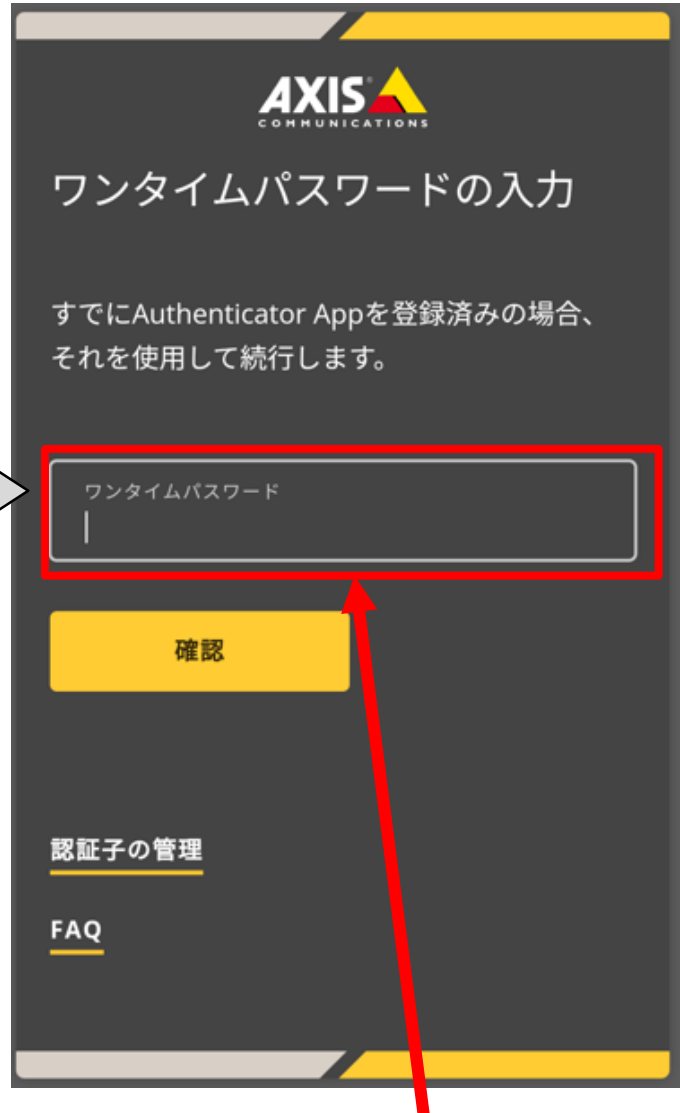 AXIS
COMMUNICATIONS
ワンタイムパスワードの入力
すでにAuthenticator Appを登録済みの場合、
それを使用して続行します。
ワンタイムパスワード
確認
認証子の管理
FAQ